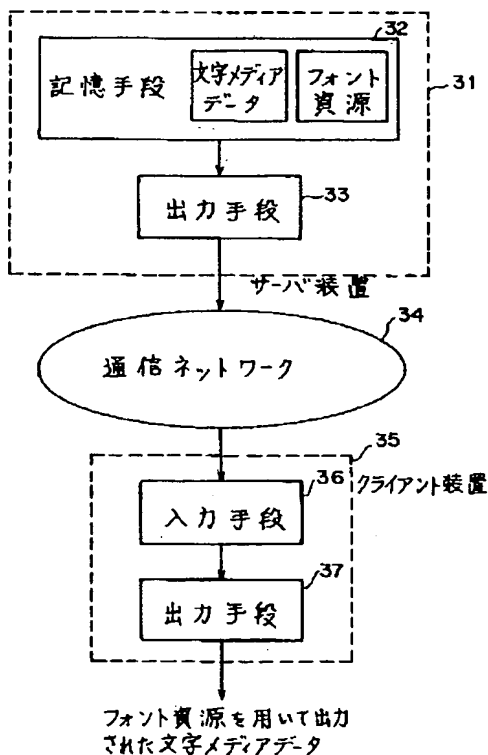 32
記憶手段
文字メディア
データ
フォント
資源
31
出力手段
33
サーバ装置
34
通信ネットワーク
35
36
クライアント装置
入力手段
37
出力手段
フォント資源を用いて出力
された文字メディアデータ